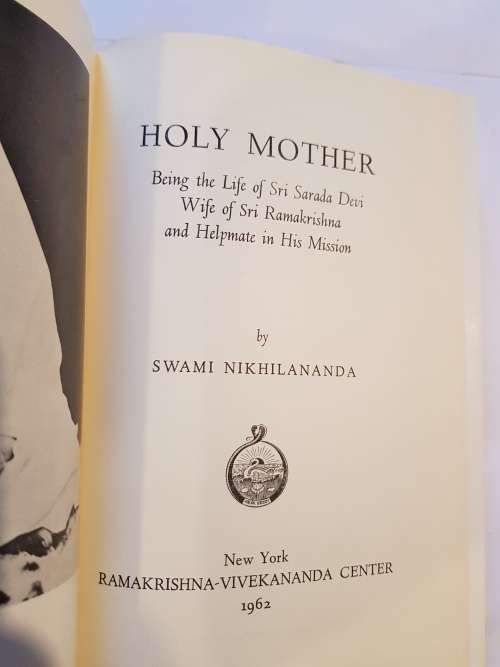 HOLY MOTHER
Being the Life of Sri Sarada Devi
Wife of Sri Ramakrishna
and Helpmate in His Mission
by
SWAMI NIKHILANANDA
New York
RAMAKRISHNA-VIVEKANANDA CENTER
1962